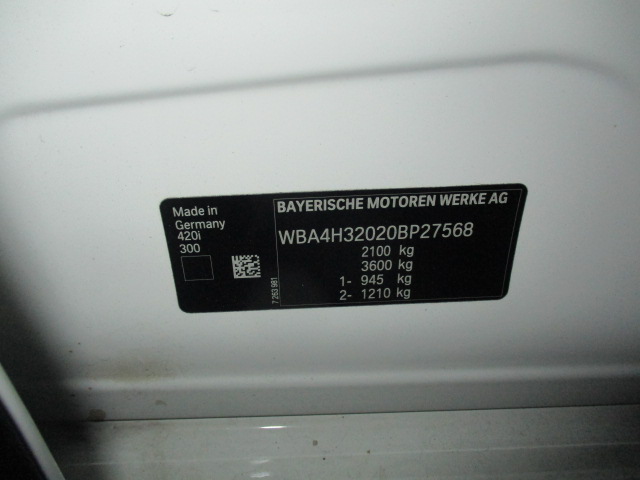 Made in
Germany
420i
300
7 263 981
BAYERISCHE MOTOREN WERKE AG
WBA4H32020BP27568
2100 kg
3600 kg
1- 945 kg
2- 1210 kg